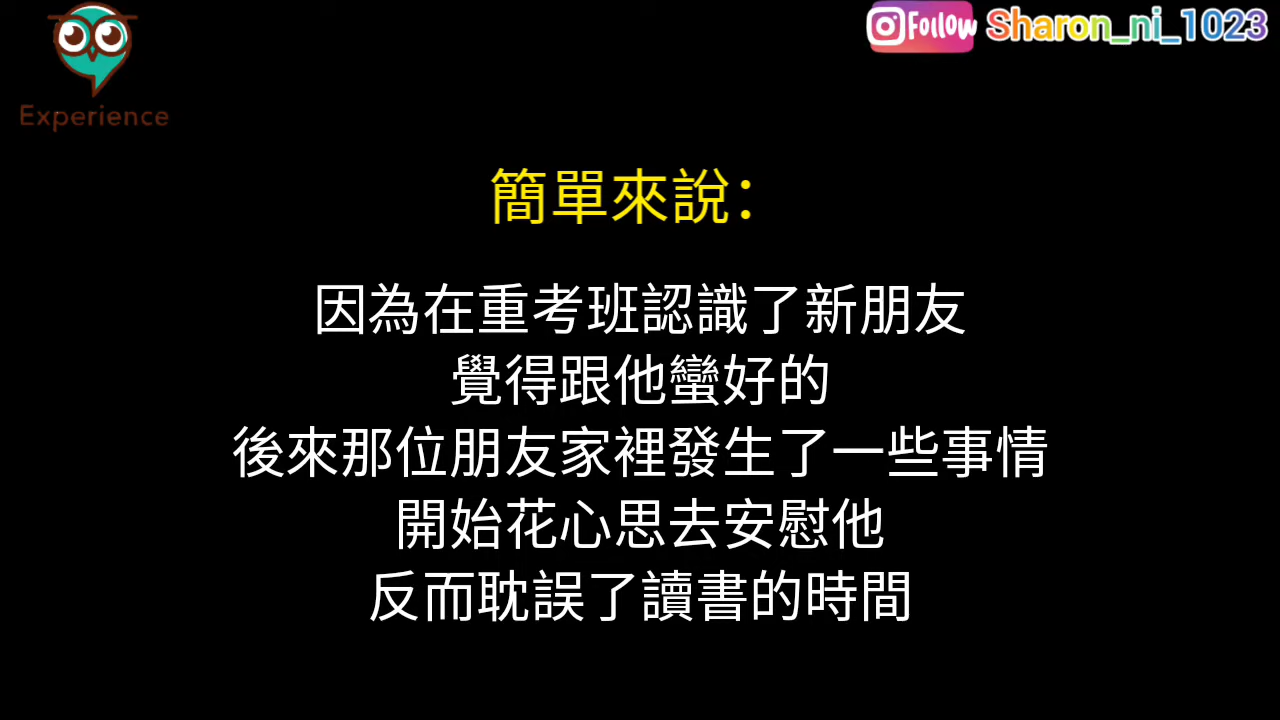 Experience
Follow Sharon_ni_1023
簡單來說：
因為在重考班認識了新朋友
覺得跟他蠻好的
後來那位朋友家裡發生了一些事情
開始花心思去安慰他
反而耽誤了讀書的時間